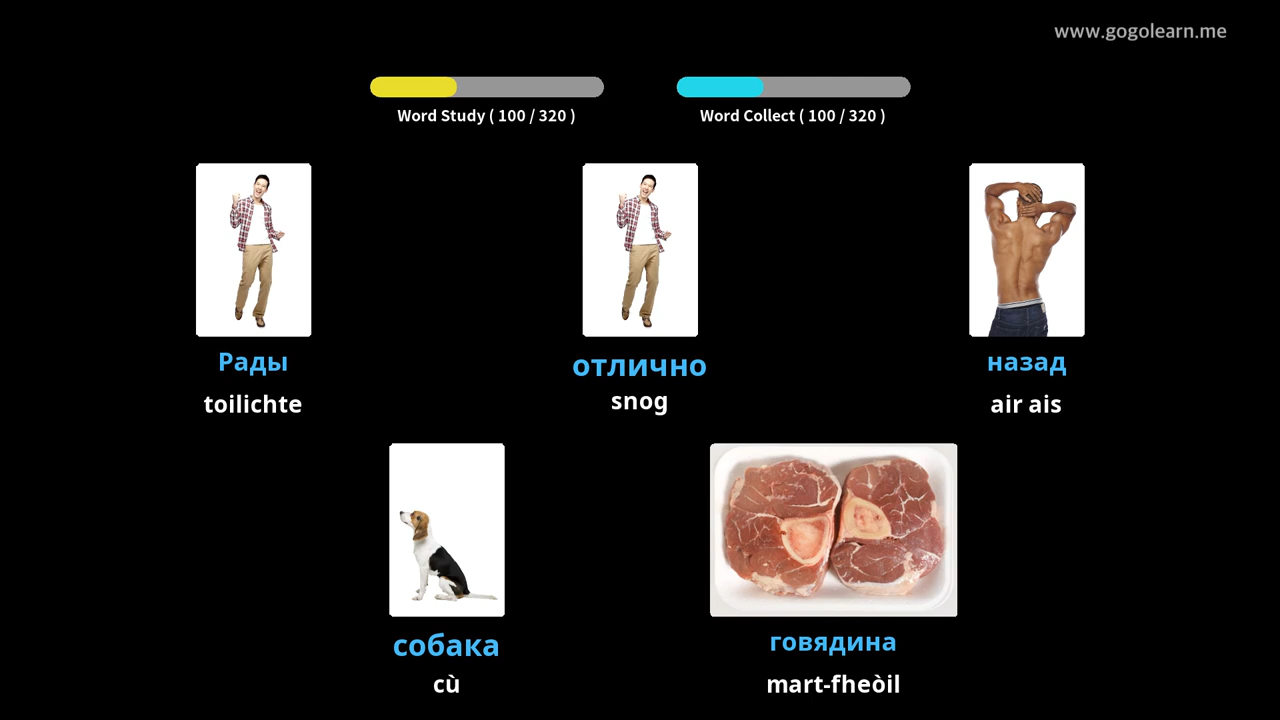 www.gogolearn.me
Word Study ( 100 / 320 )
Word Collect ( 100 / 320 )
Рады
toilichte
отлично
snog
назад
air ais
собака
cù
говядина
mart-fheòil